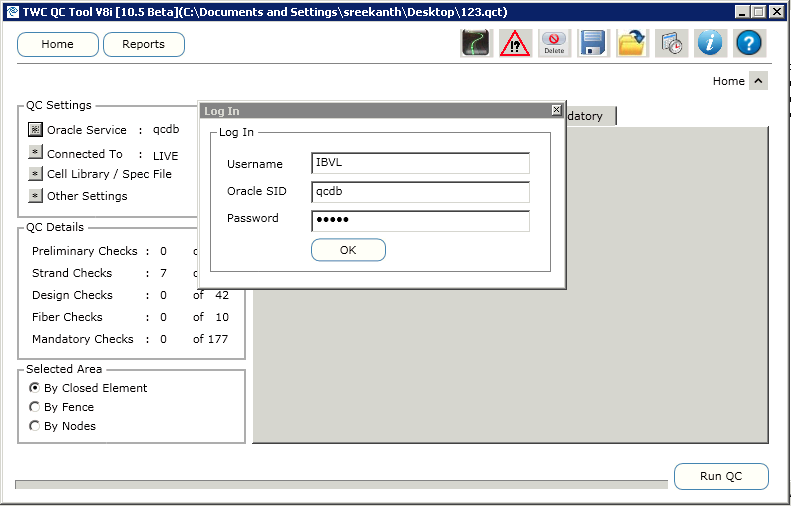 TWC QC Tool V8i [10.5 Beta](C:\Documents and Settings\sreekanth\Desktop\123.qct)
Home Reports !? Delete i ?
Home
QC Settings
Oracle Service : qcdb
Connected To : LIVE
Cell Library / Spec File
Other Settings
Log In
Log In
Username IBVL
Oracle SID qcdb
Password •••••
OK
datory
QC Details
Preliminary Checks : 0
Strand Checks : 7
Design Checks : 0 of 42
Fiber Checks : 0 of 10
Mandatory Checks : 0 of 177
Selected Area
By Closed Element
By Fence
By Nodes
Run QC